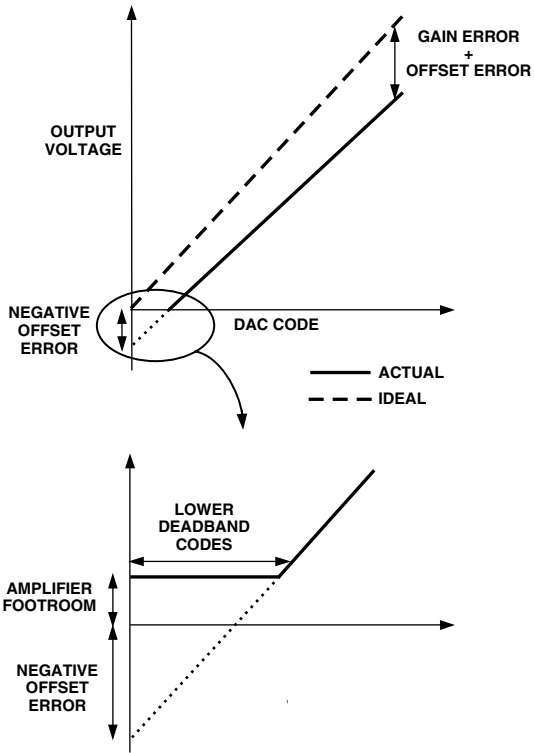 GAIN ERROR
+
OFFSET ERROR
OUTPUT
VOLTAGE
NEGATIVE
OFFSET
ERROR
DAC CODE
ACTUAL
IDEAL
LOWER
DEADBAND
CODES
AMPLIFIER
FOOTROOM
NEGATIVE
OFFSET
ERROR